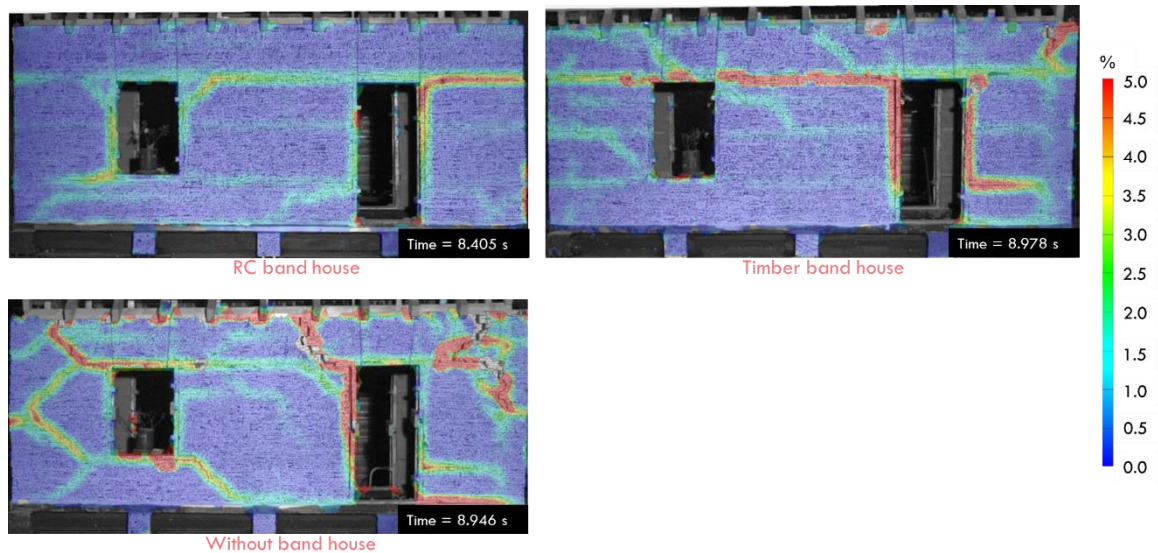 Time = 8.405 s
RC band house
Time = 8.978 s
Timber band house
%
5.0
4.5
4.0
3.5
3.0
2.5
2.0
1.5
1.0
0.5
0.0
Time = 8.946 s
Without band house